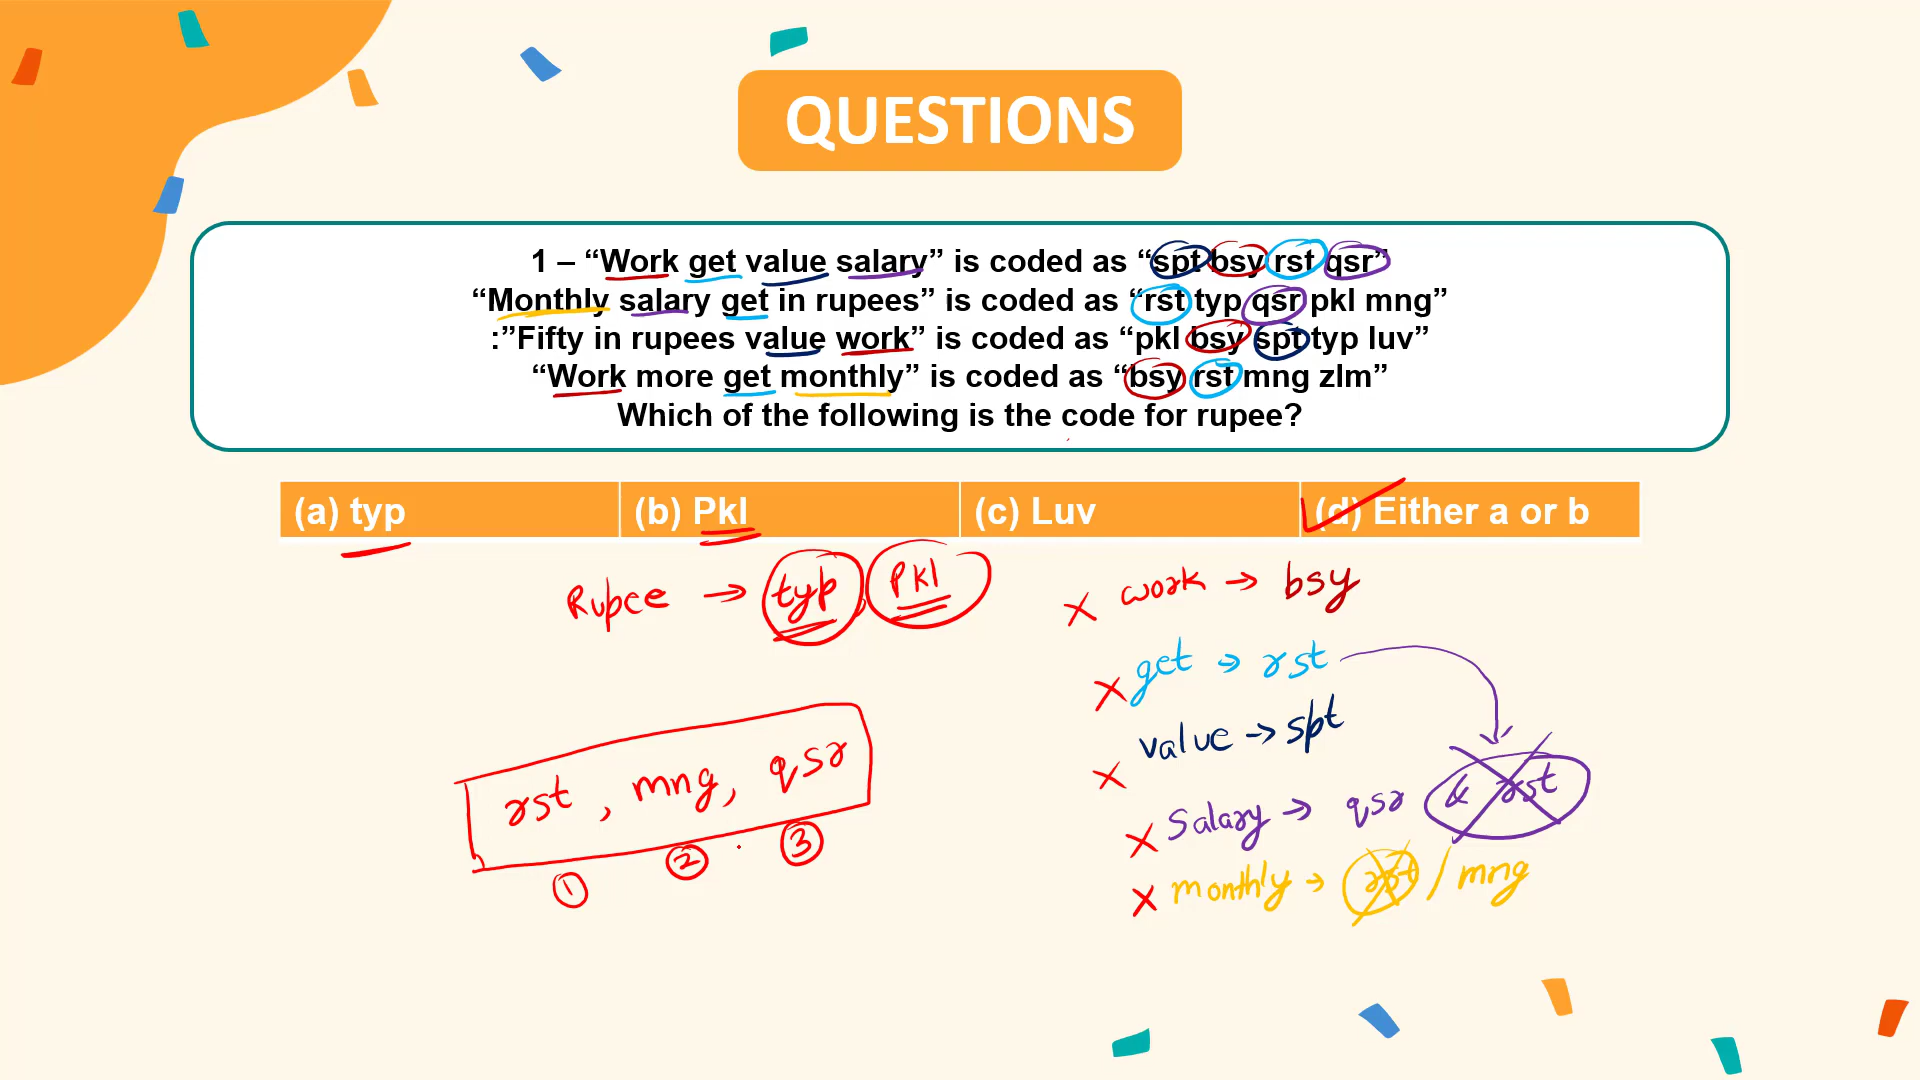 QUESTIONS
1 – “Work get value salary” is coded as “spt bsy rst qsr”
“Monthly salary get in rupees” is coded as “rst typ qsr pkl mng”
:”Fifty in rupees value work” is coded as “pkl bsy spt typ luv”
“Work more get monthly” is coded as “bsy rst mng zlm”
Which of the following is the code for rupee?
(a) typ (b) Pkl (c) Luv (d) Either a or b
Rupee → typ, Pkl
rst , mng, qsr
1 2 3
× work → bsy
× get → rst
× value → spt
× Salary → qsr & rst
× monthly → / mng